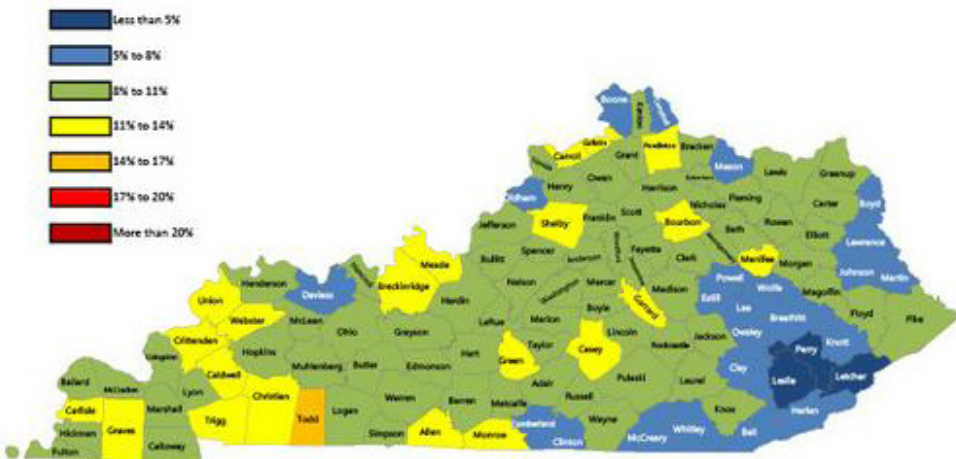 Less than 5%
5% to 8%
8% to 11%
11% to 14%
14% to 17%
17% to 20%
More than 20%
Boone
Kenton
Gallatin
Carroll
Pendleton
Bracken
Grant
Mason
Owen
Lewis
Greenup
Henry
Harrison
Oldham
Nicholas
Fleming
Carter
Boyd
Shelby
Franklin
Scott
Bourbon
Rowan
Jefferson
Bath
Elliott
Lawrence
Meade
Bullitt
Spencer
Anderson
Woodford
Fayette
Clark
Menifee
Morgan
Johnson
Martin
Breckinridge
Henderson
Daviess
Hardin
Nelson
Washington
Mercer
Madison
Powell
Wolfe
Magoffin
Union
Webster
McLean
Ohio
Grayson
Larue
Marion
Boyle
Garrard
Estill
Lee
Breathitt
Floyd
Pike
Crittenden
Hopkins
Muhlenberg
Butler
Edmonson
Hart
Green
Taylor
Casey
Lincoln
Rockcastle
Jackson
Owsley
Perry
Knott
Livingston
Caldwell
Clay
Leslie
Letcher
Ballard
McCracken
Lyon
Christian
Warren
Barren
Metcalfe
Adair
Russell
Pulaski
Laurel
Carlisle
Marshall
Trigg
Todd
Logan
Knox
Harlan
Hickman
Graves
Calloway
Simpson
Allen
Monroe
Cumberland
Clinton
Wayne
McCreary
Whitley
Bell
Fulton